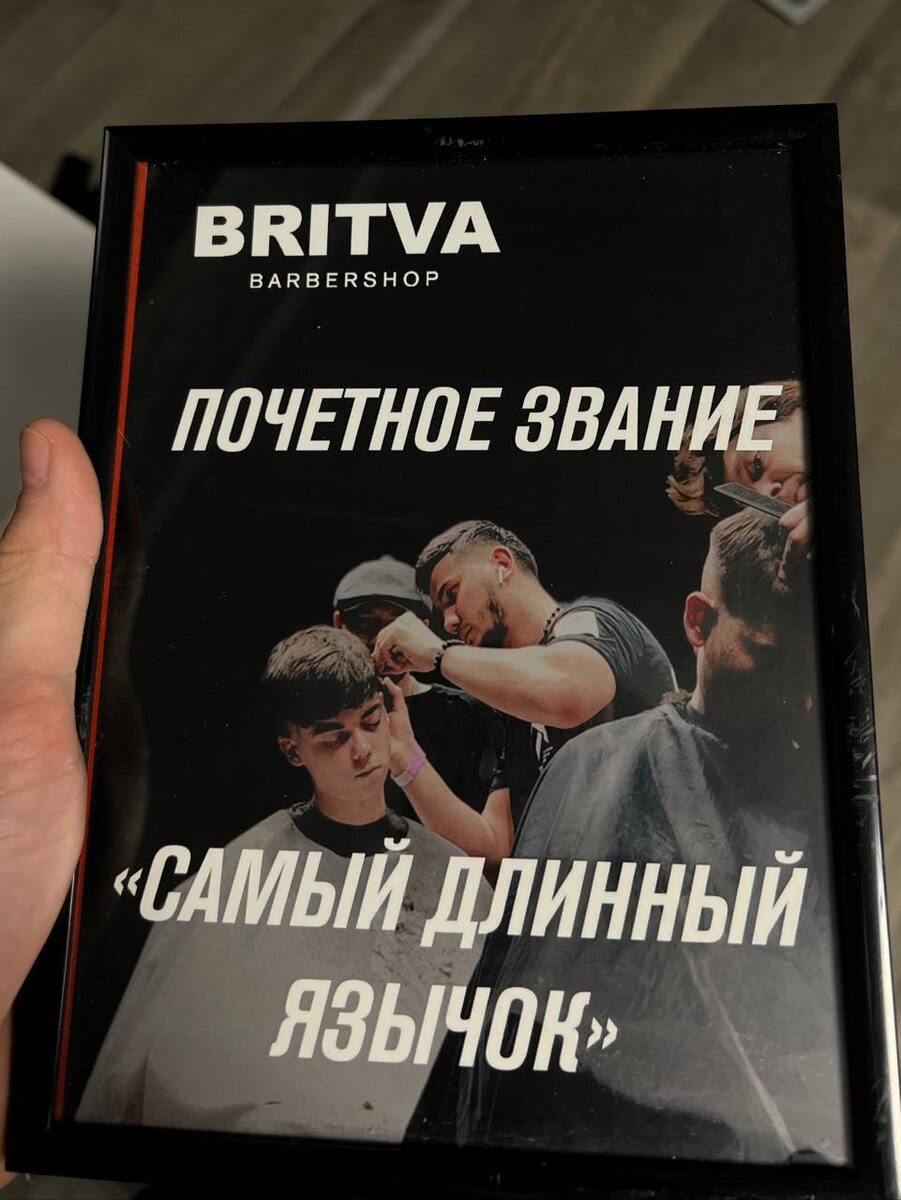 BRITVA
BARBERSHOP
ПОЧЕТНОЕ ЗВАНИЕ
«САМЫЙ ДЛИННЫЙ
ЯЗЫЧОК»